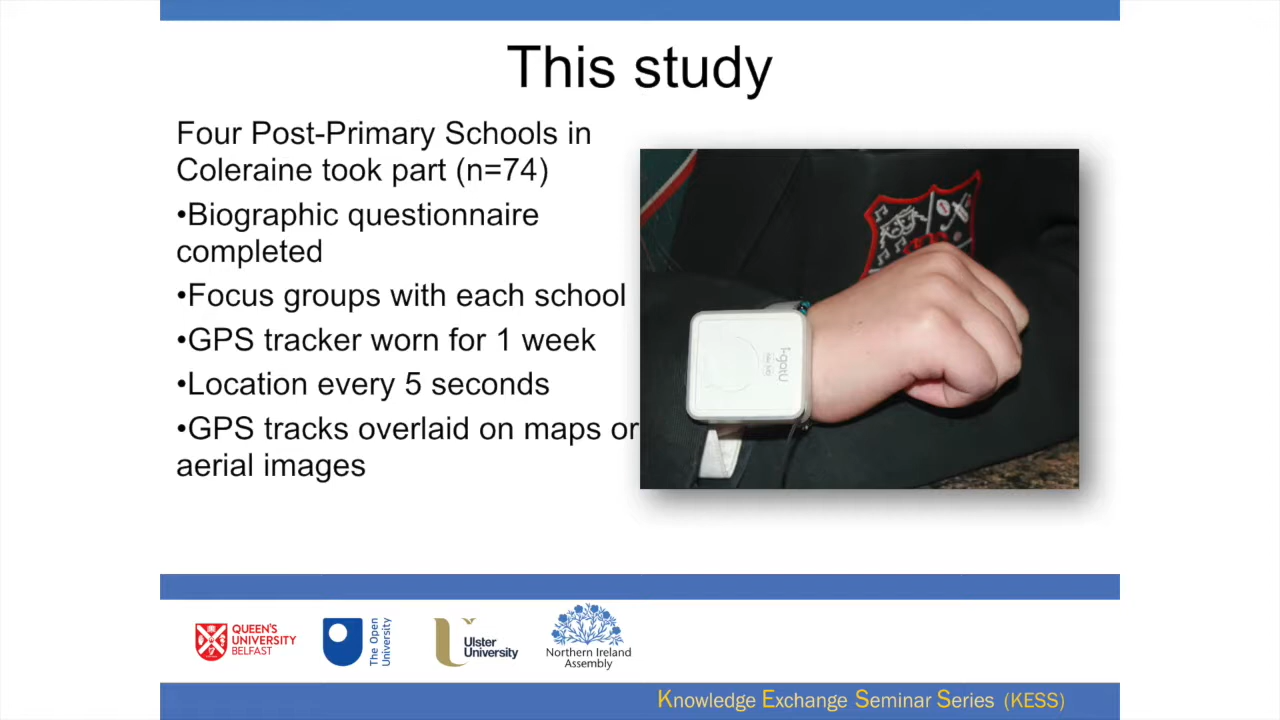 This study
Four Post-Primary Schools in
Coleraine took part (n=74)
•Biographic questionnaire
completed
•Focus groups with each school
•GPS tracker worn for 1 week
•Location every 5 seconds
•GPS tracks overlaid on maps or
aerial images
i-gotU
QUEEN'S
UNIVERSITY
BELFAST
The Open
University
Ulster
University
Northern Ireland
Assembly
Knowledge Exchange Seminar Series (KESS)